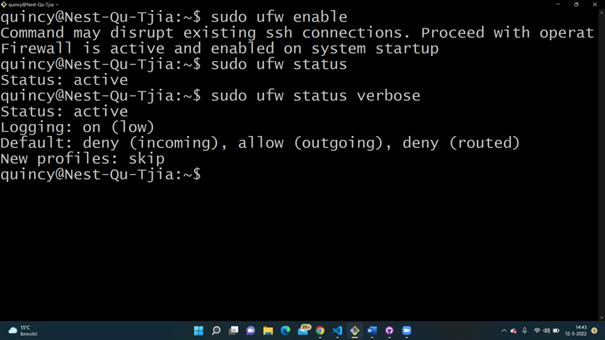 quincy@Nest-Qu-Tjia: ~
quincy@Nest-Qu-Tjia:~$ sudo ufw enable
Command may disrupt existing ssh connections. Proceed with operat
Firewall is active and enabled on system startup
quincy@Nest-Qu-Tjia:~$ sudo ufw status
Status: active
quincy@Nest-Qu-Tjia:~$ sudo ufw status verbose
Status: active
Logging: on (low)
Default: deny (incoming), allow (outgoing), deny (routed)
New profiles: skip
quincy@Nest-Qu-Tjia:~$
15°C
Bewolkt
99+
14:43
12-5-2022